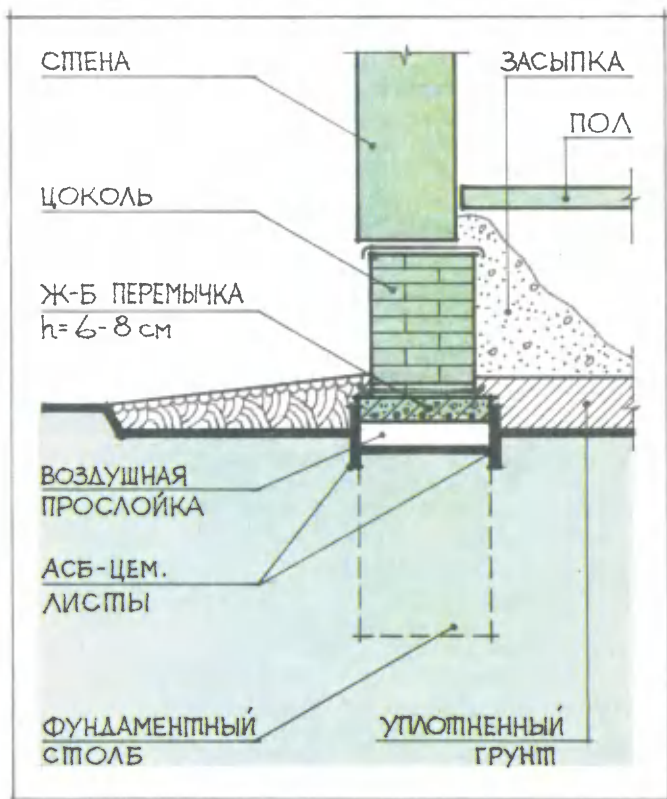 СТЕНА
ЗАСЫПКА
ПОЛ
ЦОКОЛЬ
Ж-Б ПЕРЕМЫЧКА
h=6-8 см
ВОЗДУШНАЯ
ПРОСЛОЙКА
АСБ-ЦЕМ.
ЛИСТЫ
ФУНДАМЕНТНЫЙ
СТОЛБ
УПЛОТНЕННЫЙ
ГРУНТ